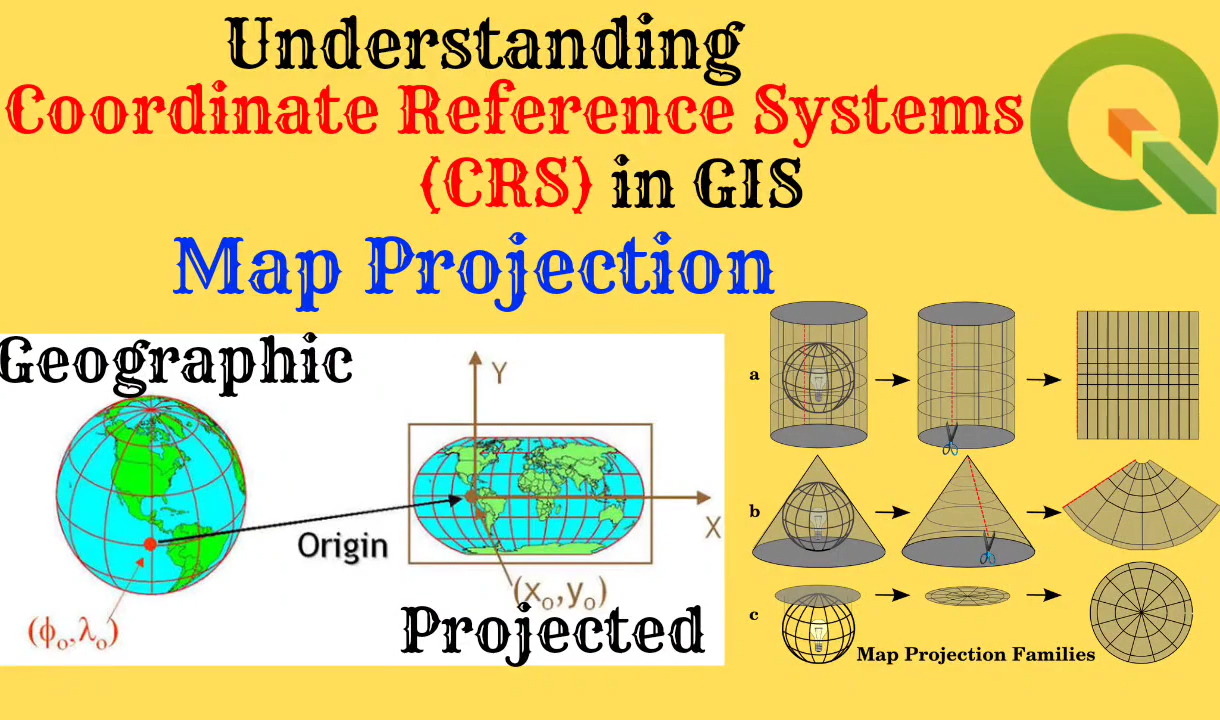 Understanding
Coordinate Reference Systems
(CRS) in GIS
Map Projection
Geographic
Y
X
Origin
(ϕo,λo)
(xo,yo)
Projected
a
b
c
Map Projection Families